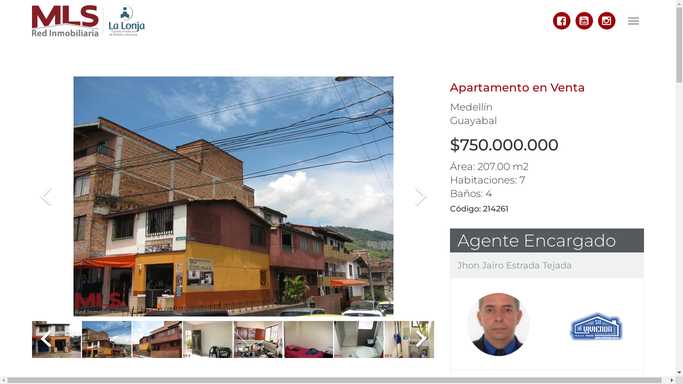 MLS
Red Inmobiliaria
La Lonja
Apartamento en Venta
Medellín
Guayabal
$750.000.000
Área: 207.00 m2
Habitaciones: 7
Baños: 4
Código: 214261
Agente Encargado
Jhon Jairo Estrada Tejada
MLS
VIVIENDA